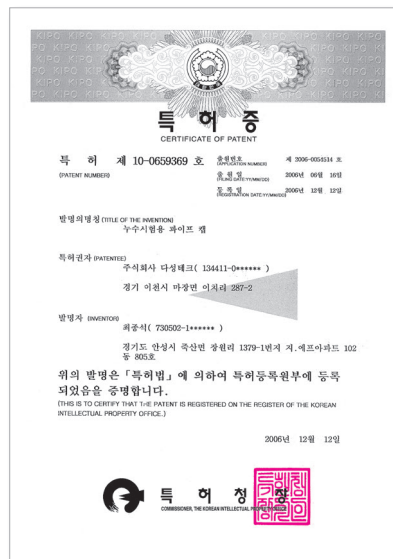 특 허 증
CERTIFICATE OF PATENT
특 허 제 10-0659369 호
(PATENT NUMBER)
출원번호 제 2006-0054514 호
(APPLICATION NUMBER)
출 원 일 2006년 06월 16일
(FILING DATE:YY/MM/DD)
등 록 일 2006년 12월 12일
(REGISTRATION DATE:YY/MM/DD)
발명의명칭 (TITLE OF THE INVENTION)
누수시험용 파이프 캡
특허권자 (PATENTEE)
주식회사 다성테크( 134411-0****** )
경기 이천시 마장면 이치리 287-2
발명자 (INVENTOR)
최종석( 730502-1****** )
경기도 안성시 죽산면 장원리 1379-1번지 지.에프아파트 102
동 805호
위의 발명은 「특허법」에 의하여 특허등록원부에 등록
되었음을 증명합니다.
(THIS IS TO CERTIFY THAT THE PATENT IS REGISTERED ON THE REGISTER OF THE KOREAN
INTELLECTUAL PROPERTY OFFICE.)
2006년 12월 12일
특 허 청 장
COMMISSIONER, THE KOREAN INTELLECTUAL PROPERTY OFFICE